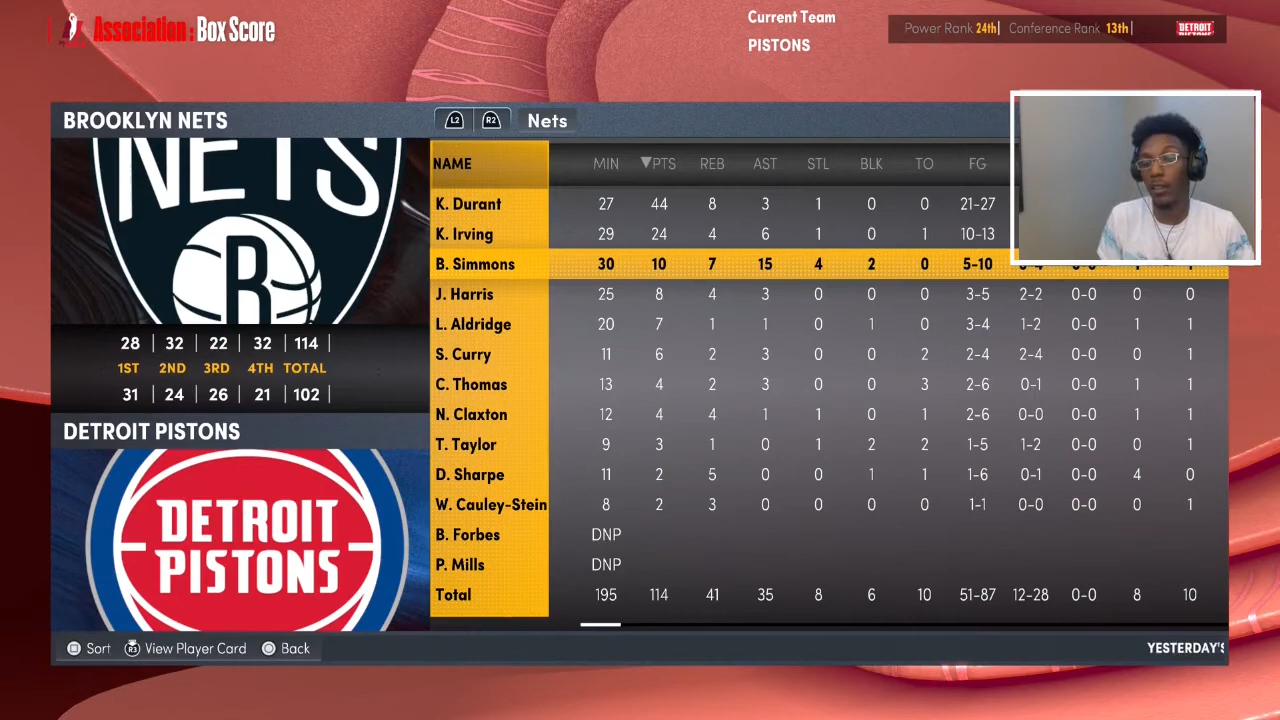 Association : Box Score
Current Team
PISTONS
Power Rank 24th| Conference Rank 13th|
DETROIT
PISTONS
BROOKLYN NETS
L2 R2 Nets
NETS
B
28 | 32 | 22 | 32 | 114 |
1ST 2ND 3RD 4TH TOTAL
31 | 24 | 26 | 21 | 102 |
DETROIT PISTONS
DETROIT
PISTONS
NAME MIN ▼PTS REB AST STL BLK TO FG
K. Durant 27 44 8 3 1 0 0 21-27
K. Irving 29 24 4 6 1 0 1 10-13
B. Simmons 30 10 7 15 4 2 0 5-10
J. Harris 25 8 4 3 0 0 0 3-5 2-2 0-0 0 0
L. Aldridge 20 7 1 1 0 1 0 3-4 1-2 0-0 1 1
S. Curry 11 6 2 3 0 0 2 2-4 2-4 0-0 0 1
C. Thomas 13 4 2 3 0 0 3 2-6 0-1 0-0 1 1
N. Claxton 12 4 4 1 1 0 1 2-6 0-0 0-0 1 1
T. Taylor 9 3 1 0 1 2 2 1-5 1-2 0-0 0 1
D. Sharpe 11 2 5 0 0 1 1 1-6 0-1 0-0 4 0
W. Cauley-Stein 8 2 3 0 0 0 0 1-1 0-0 0-0 0 1
B. Forbes DNP
P. Mills DNP
Total 195 114 41 35 8 6 10 51-87 12-28 0-0 8 10
Sort R3 View Player Card Back
YESTERDAY'S